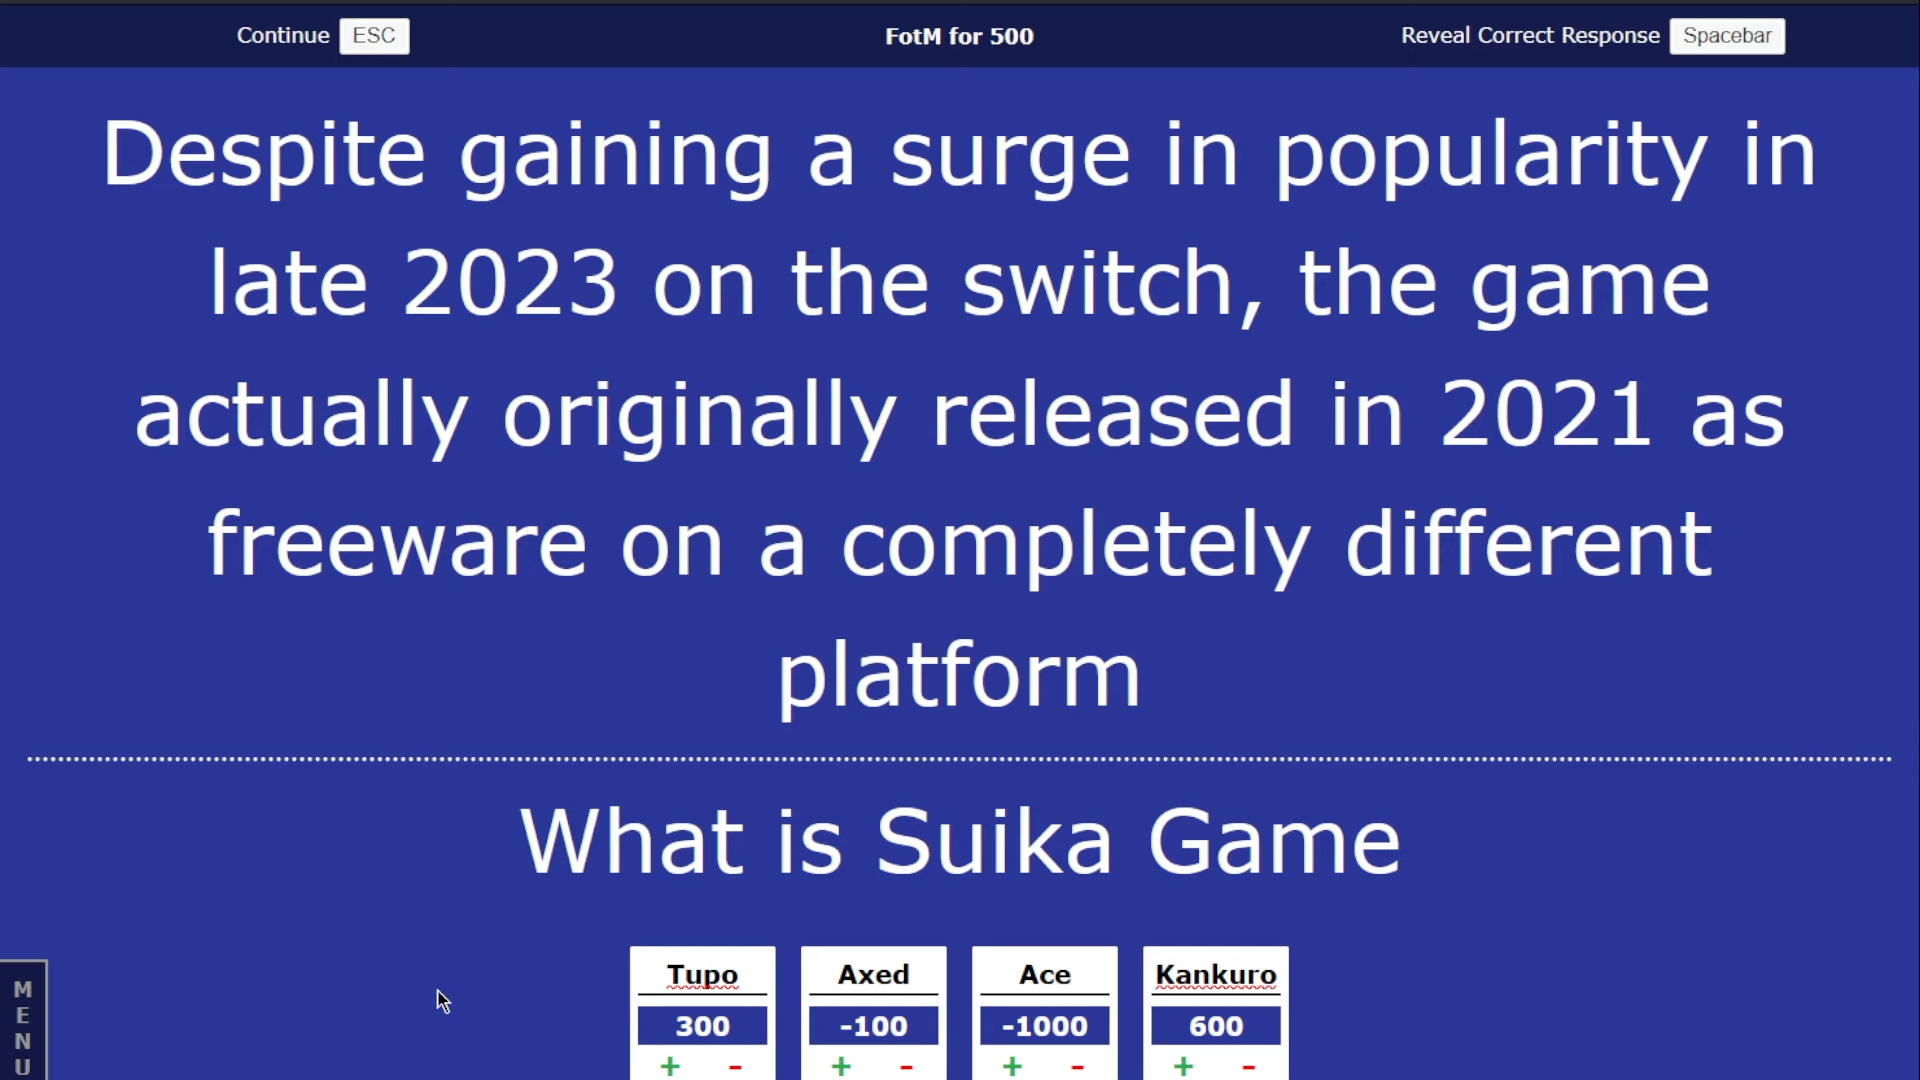 Continue ESC
FotM for 500
Reveal Correct Response Spacebar
Despite gaining a surge in popularity in
late 2023 on the switch, the game
actually originally released in 2021 as
freeware on a completely different
platform
What is Suika Game
Tupo Axed Ace Kankuro
300 -100 -1000 600
+ - + - + - + -
MENU